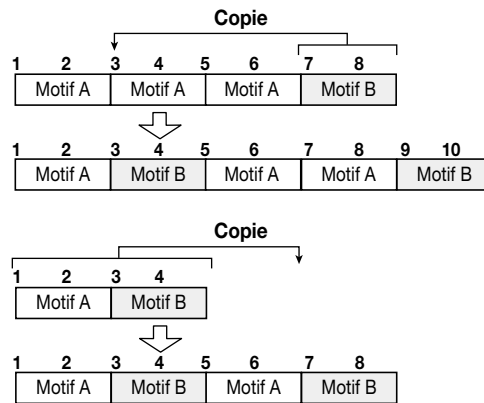 Copie
1 2 3 4 5 6 7 8
Motif A Motif A Motif A Motif B
1 2 3 4 5 6 7 8 9 10
Motif A Motif B Motif A Motif A Motif B
Copie
1 2 3 4
Motif A Motif B
1 2 3 4 5 6 7 8
Motif A Motif B Motif A Motif B